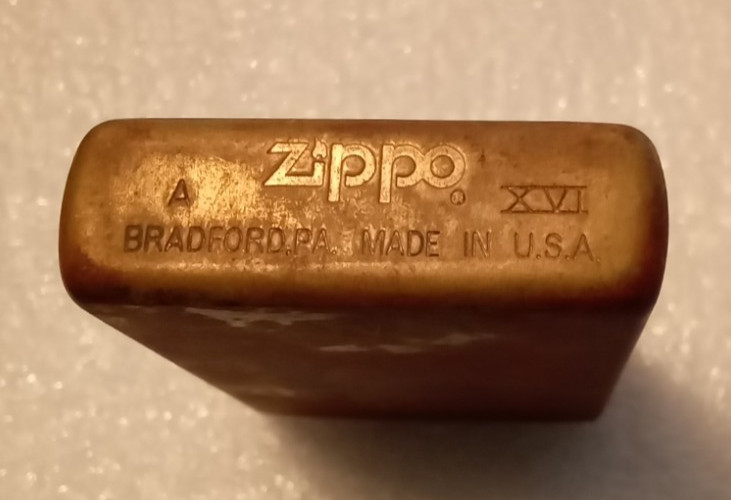 Zippo ®
A XVI
BRADFORD,PA. MADE IN U.S.A.